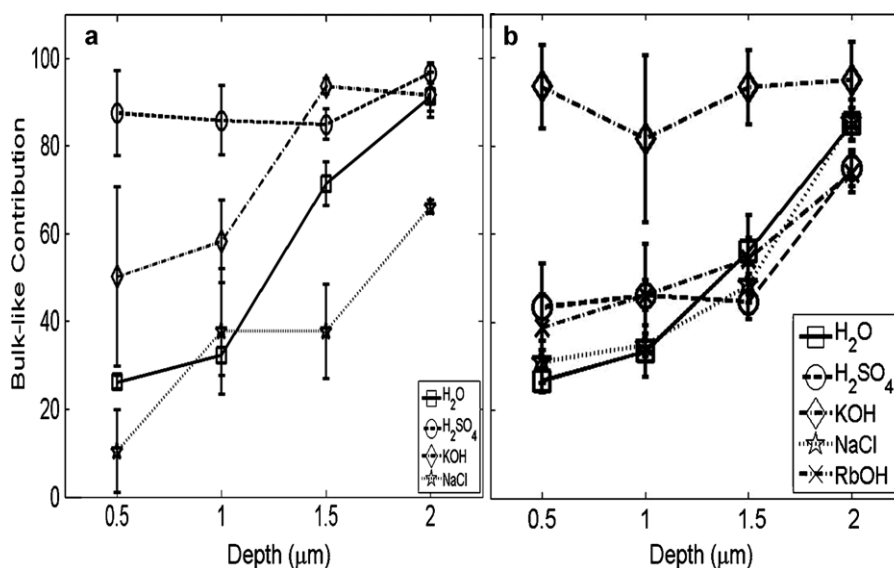 a
b
Bulk-like Contribution
100
80
60
40
20
0
0.5
1
1.5
2
Depth (μm)
H₂O
H₂SO₄
KOH
NaCl
0.5
1
1.5
2
Depth (μm)
H₂O
H₂SO₄
KOH
NaCl
RbOH